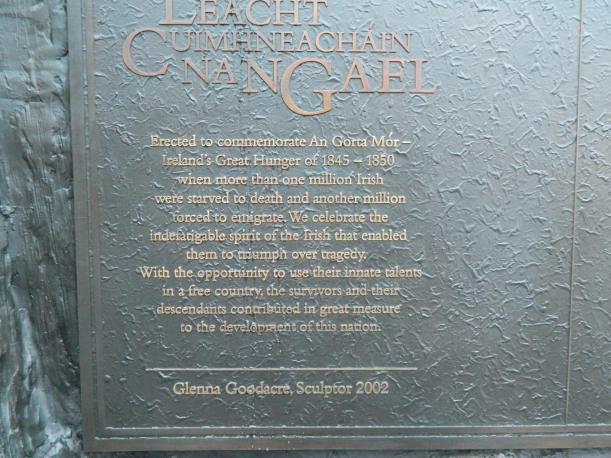 LEACHT
CUIMHNEACHÁIN
NA NGAEL
Erected to commemorate An Gorta Mór –
Ireland's Great Hunger of 1845 – 1850
when more than one million Irish
were starved to death and another million
forced to emigrate. We celebrate the
indefatigable spirit of the Irish that enabled
them to triumph over tragedy.
With the opportunity to use their innate talents
in a free country, the survivors and their
descendants contributed in great measure
to the development of this nation.
Glenna Goodacre, Sculptor 2002